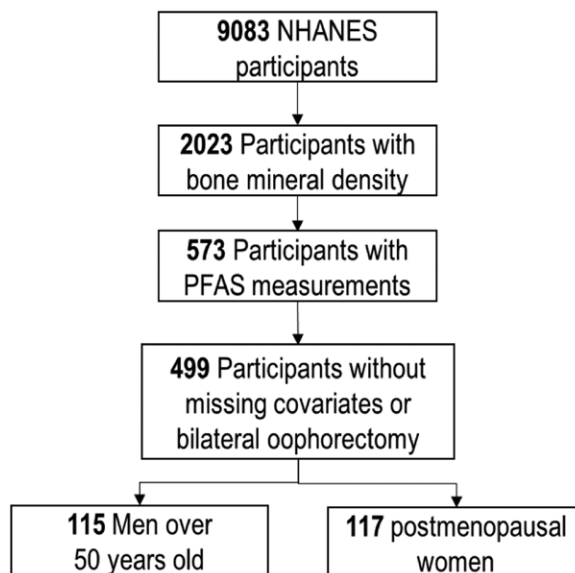 9083 NHANES
participants
2023 Participants with
bone mineral density
573 Participants with
PFAS measurements
499 Participants without
missing covariates or
bilateral oophorectomy
115 Men over
50 years old
117 postmenopausal
women